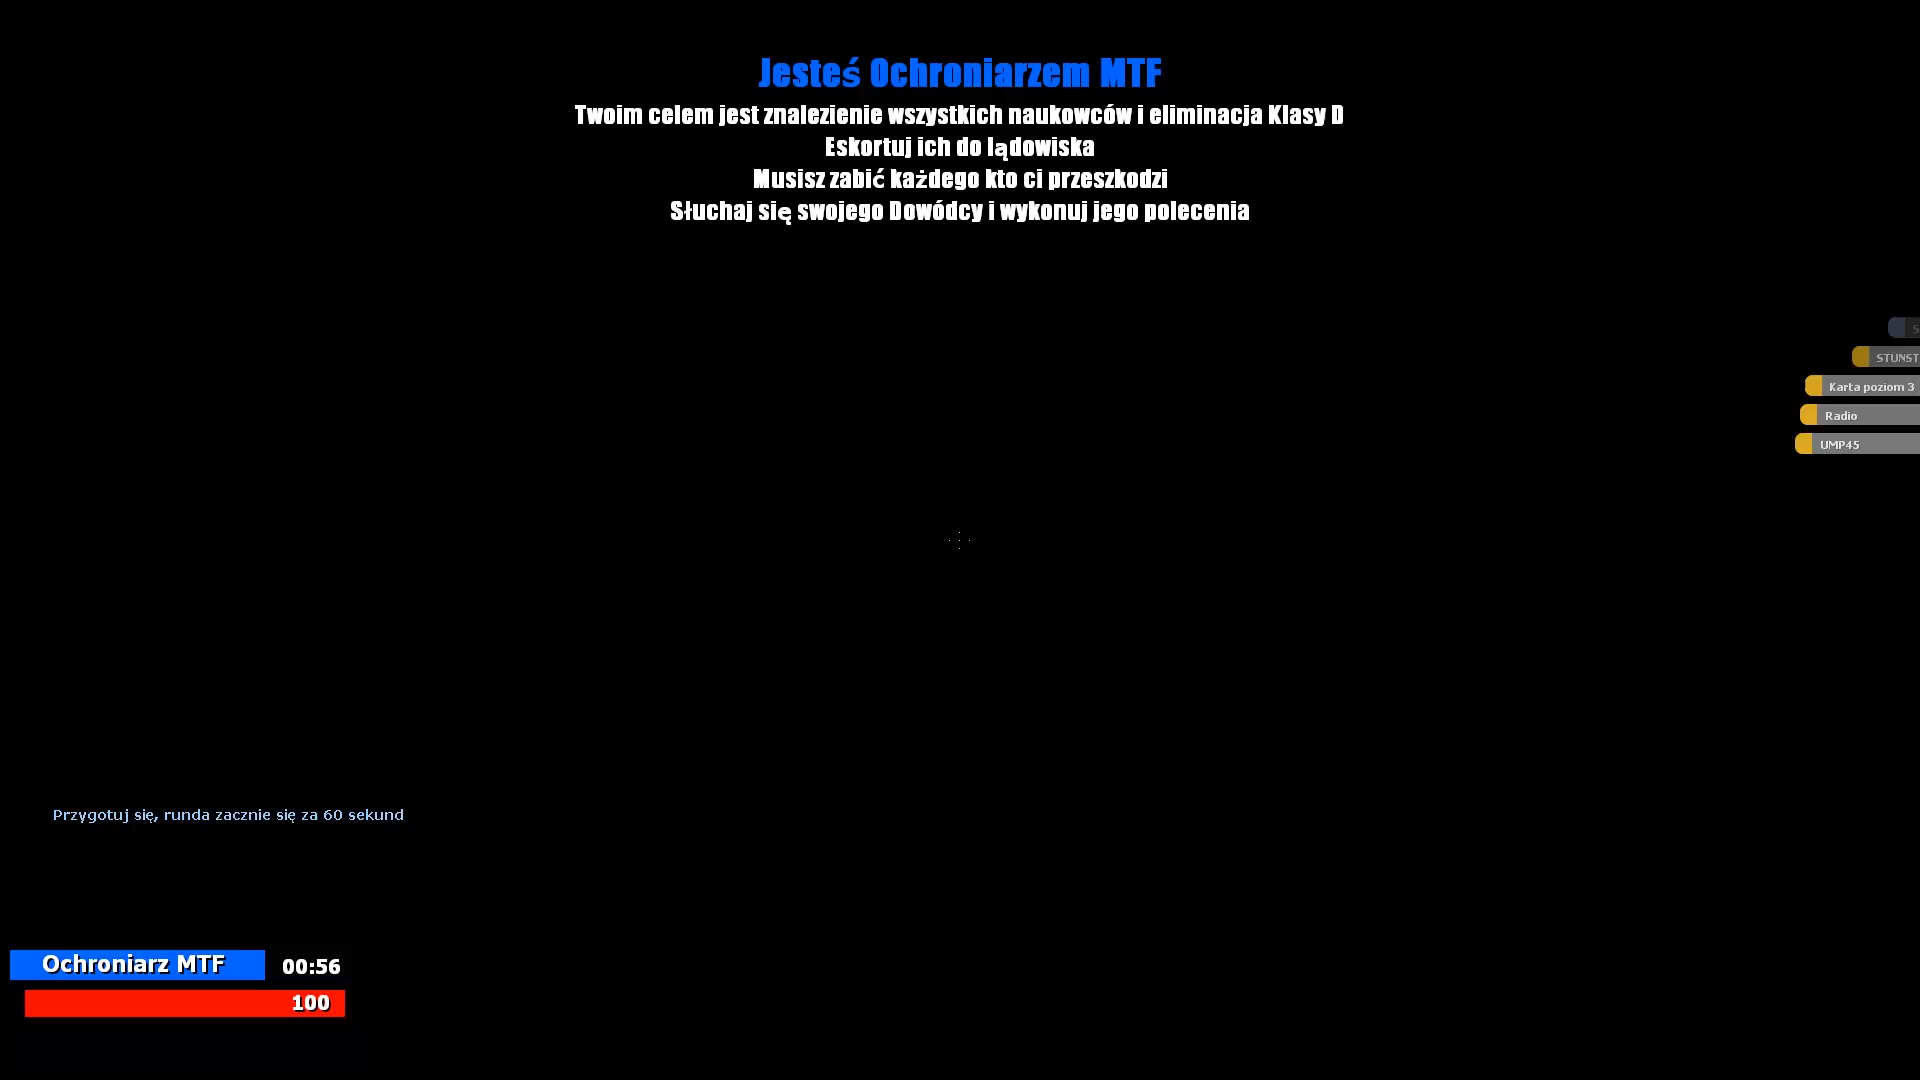 Jesteś Ochroniarzem MTF
Twoim celem jest znalezienie wszystkich naukowców i eliminacja Klasy D
Eskortuj ich do lądowiska
Musisz zabić każdego kto ci przeszkodzi
Słuchaj się swojego Dowódcy i wykonuj jego polecenia
S
STUNST
Karta poziom 3
Radio
UMP45
Przygotuj się, runda zacznie się za 60 sekund
Ochroniarz MTF 00:56
100